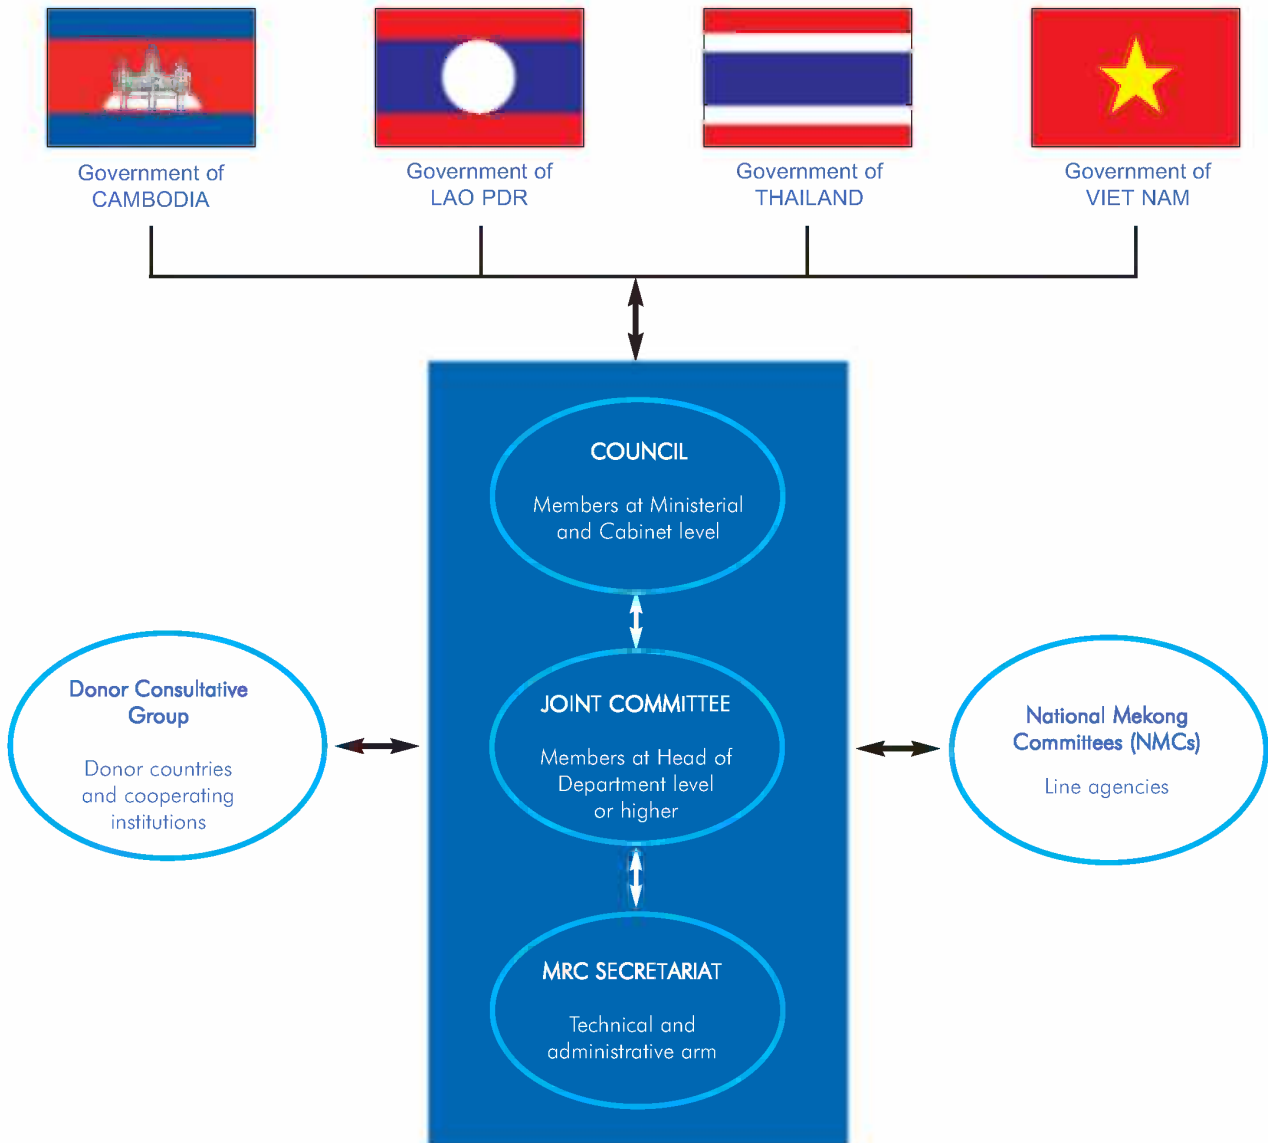 Government of
CAMBODIA
Government of
LAO PDR
Government of
THAILAND
Government of
VIET NAM
COUNCIL
Members at Ministerial
and Cabinet level
Donor Consultative
Group
Donor countries
and cooperating
institutions
JOINT COMMITTEE
Members at Head of
Department level
or higher
National Mekong
Committees (NMCs)
Line agencies
MRC SECRETARIAT
Technical and
administrative arm